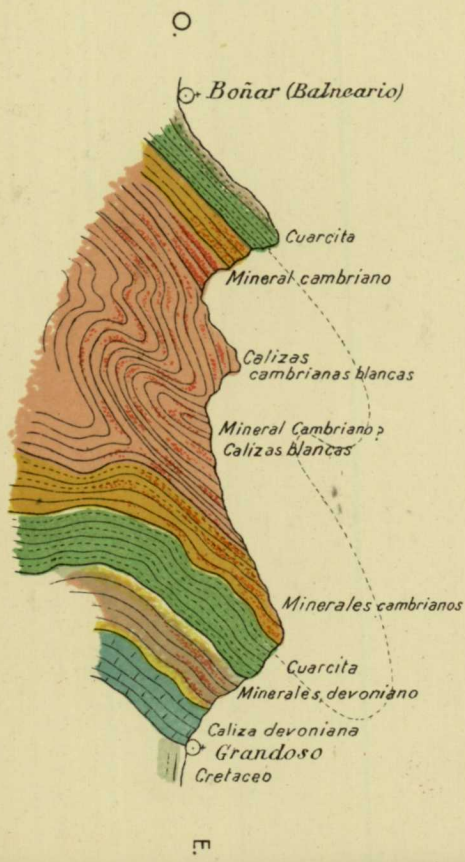 O.
Boñar (Balneario)
Cuarcita
Mineral cambriano
Calizas
cambrianas blancas
Mineral Cambriano?
Calizas Blancas
Minerales cambrianos
Cuarcita
Minerales devoniano
Caliza devoniana
Grandoso
Cretaceo
E.